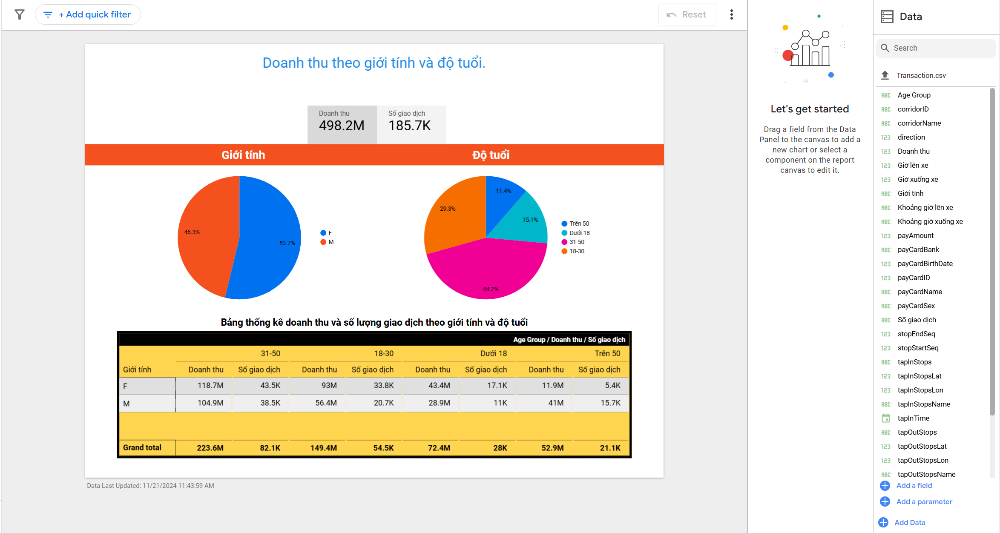 + Add quick filter
Reset
Doanh thu theo giới tính và độ tuổi.
Doanh thu
498.2M
Số giao dịch
185.7K
Giới tính
Độ tuổi
46.3%
53.7%
F
M
11.4%
15.1%
29.3%
44.2%
Trên 50
Dưới 18
31-50
18-30
Bảng thống kê doanh thu và số lượng giao dịch theo giới tính và độ tuổi
Age Group / Doanh thu / Số giao dịch
31-50 18-30 Dưới 18 Trên 50
Giới tính Doanh thu Số giao dịch Doanh thu Số giao dịch Doanh thu Số giao dịch Doanh thu Số giao dịch
F 118.7M 43.5K 93M 33.8K 43.4M 17.1K 11.9M 5.4K
M 104.9M 38.5K 56.4M 20.7K 28.9M 11K 41M 15.7K
Grand total 223.6M 82.1K 149.4M 54.5K 72.4M 28K 52.9M 21.1K
Data Last Updated: 11/21/2024 11:43:59 AM
Let's get started
Drag a field from the Data
Panel to the canvas to add a
new chart or select a
component on the report
canvas to edit it.
Data
Search
Transaction.csv
ABC Age Group
ABC corridorID
ABC corridorName
123 direction
123 Doanh thu
123 Giờ lên xe
123 Giờ xuống xe
ABC Giới tính
ABC Khoảng giờ lên xe
ABC Khoảng giờ xuống xe
123 payAmount
ABC payCardBank
123 payCardBirthDate
123 payCardID
ABC payCardName
ABC payCardSex
ABC Số giao dịch
123 stopEndSeq
123 stopStartSeq
ABC tapInStops
123 tapInStopsLat
123 tapInStopsLon
ABC tapInStopsName
tapInTime
ABC tapOutStops
123 tapOutStopsLat
123 tapOutStopsLon
ABC tapOutStopsName
Add a field
Add a parameter
Add Data